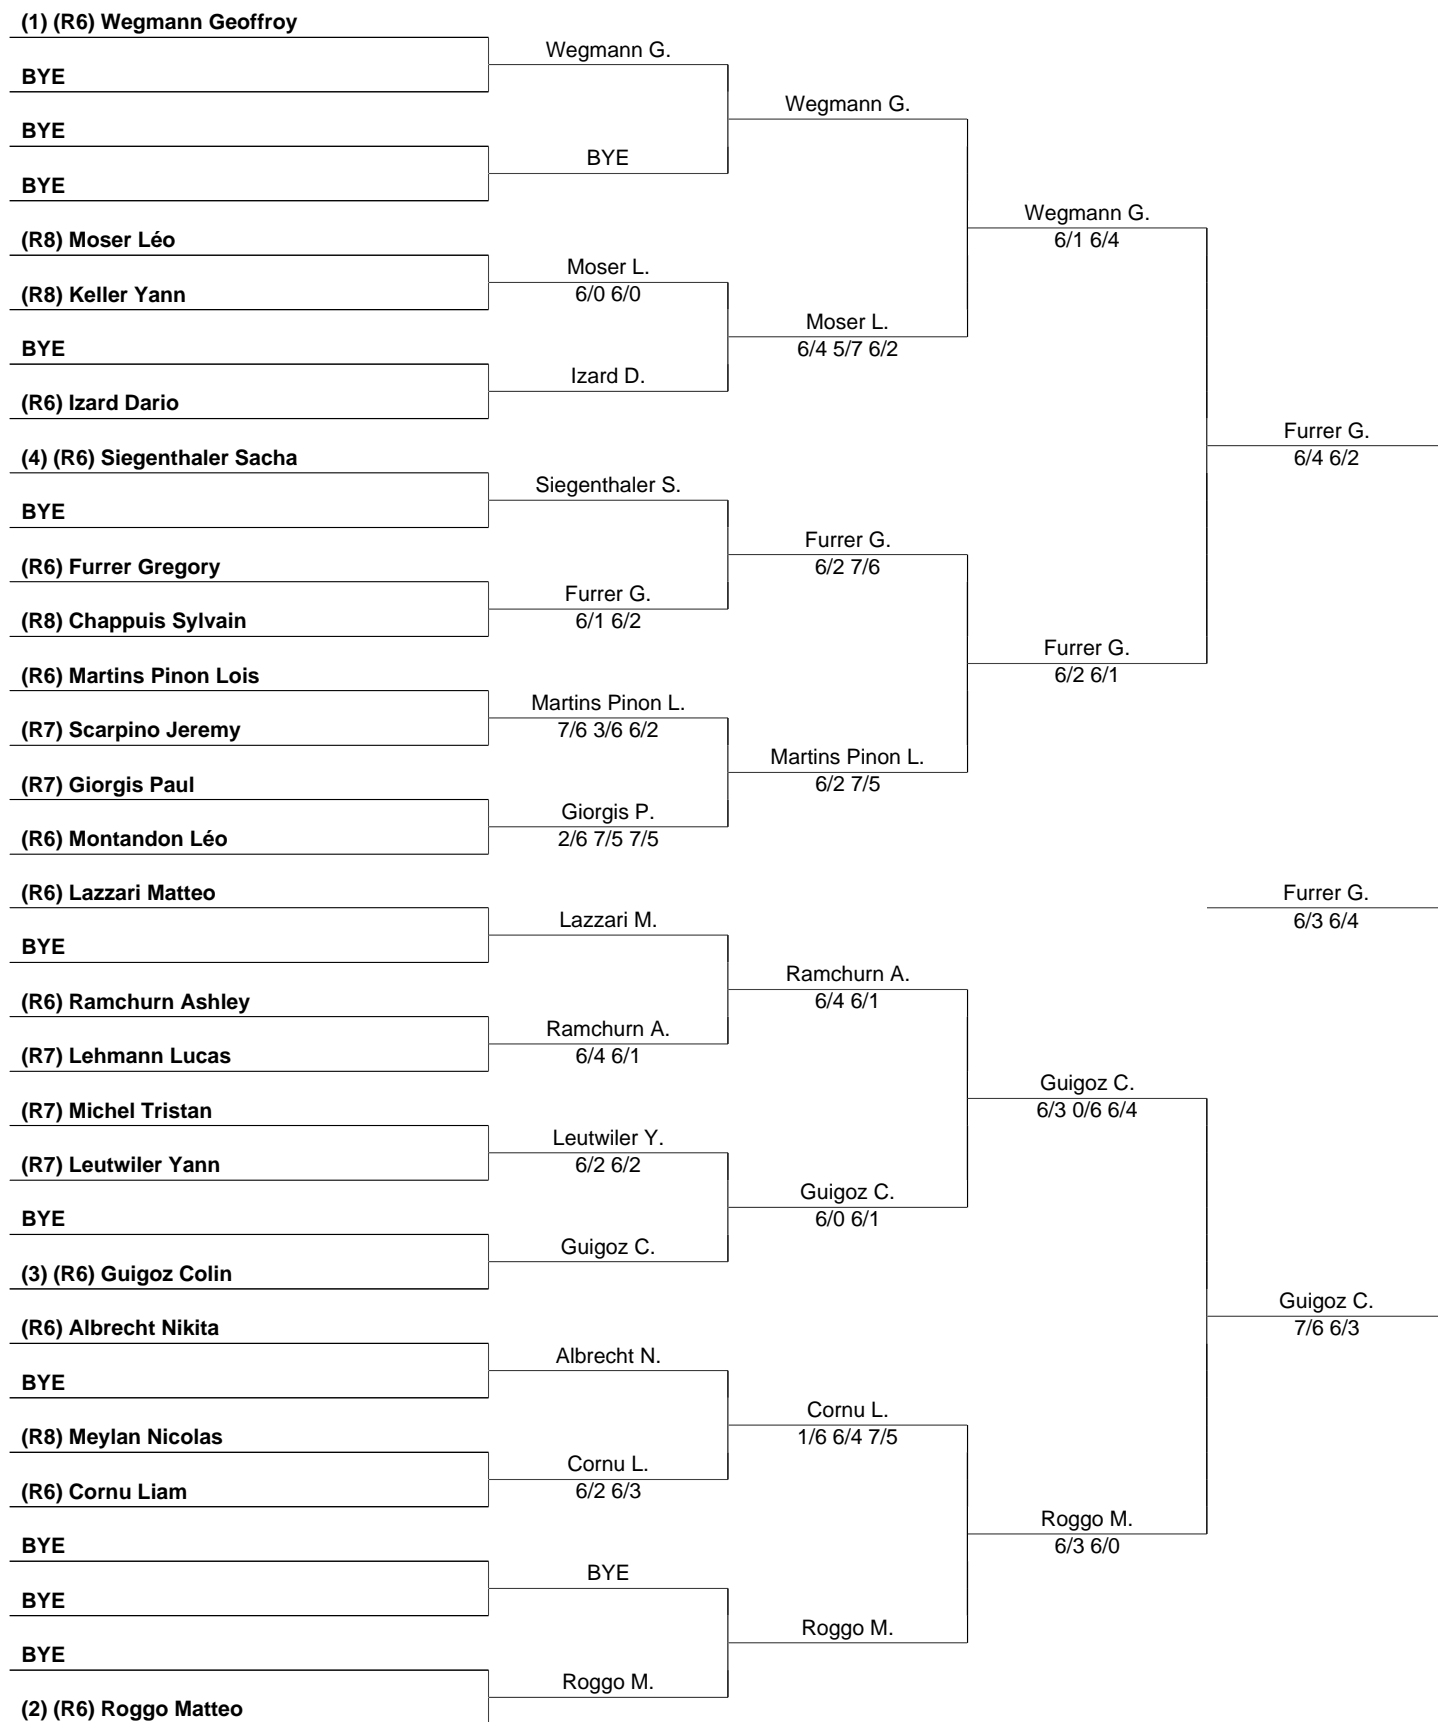 (1) (R6) Wegmann Geoffroy
Wegmann G.
BYE
Wegmann G.
BYE
BYE
BYE
Wegmann G.
6/1 6/4
(R8) Moser Léo
Moser L.
6/0 6/0
(R8) Keller Yann
Moser L.
6/4 5/7 6/2
BYE
Izard D.
(R6) Izard Dario
Furrer G.
6/4 6/2
(4) (R6) Siegenthaler Sacha
Siegenthaler S.
BYE
Furrer G.
6/2 7/6
(R6) Furrer Gregory
Furrer G.
6/1 6/2
(R8) Chappuis Sylvain
Furrer G.
6/2 6/1
(R6) Martins Pinon Lois
Martins Pinon L.
7/6 3/6 6/2
(R7) Scarpino Jeremy
Martins Pinon L.
6/2 7/5
(R7) Giorgis Paul
Giorgis P.
2/6 7/5 7/5
(R6) Montandon Léo
(R6) Lazzari Matteo
Furrer G.
6/3 6/4
Lazzari M.
BYE
Ramchurn A.
6/4 6/1
(R6) Ramchurn Ashley
Ramchurn A.
6/4 6/1
(R7) Lehmann Lucas
Guigoz C.
6/3 0/6 6/4
(R7) Michel Tristan
Leutwiler Y.
6/2 6/2
(R7) Leutwiler Yann
Guigoz C.
6/0 6/1
BYE
Guigoz C.
(3) (R6) Guigoz Colin
Guigoz C.
7/6 6/3
(R6) Albrecht Nikita
Albrecht N.
BYE
Cornu L.
1/6 6/4 7/5
(R8) Meylan Nicolas
Cornu L.
6/2 6/3
(R6) Cornu Liam
Roggo M.
6/3 6/0
BYE
BYE
BYE
Roggo M.
BYE
Roggo M.
(2) (R6) Roggo Matteo